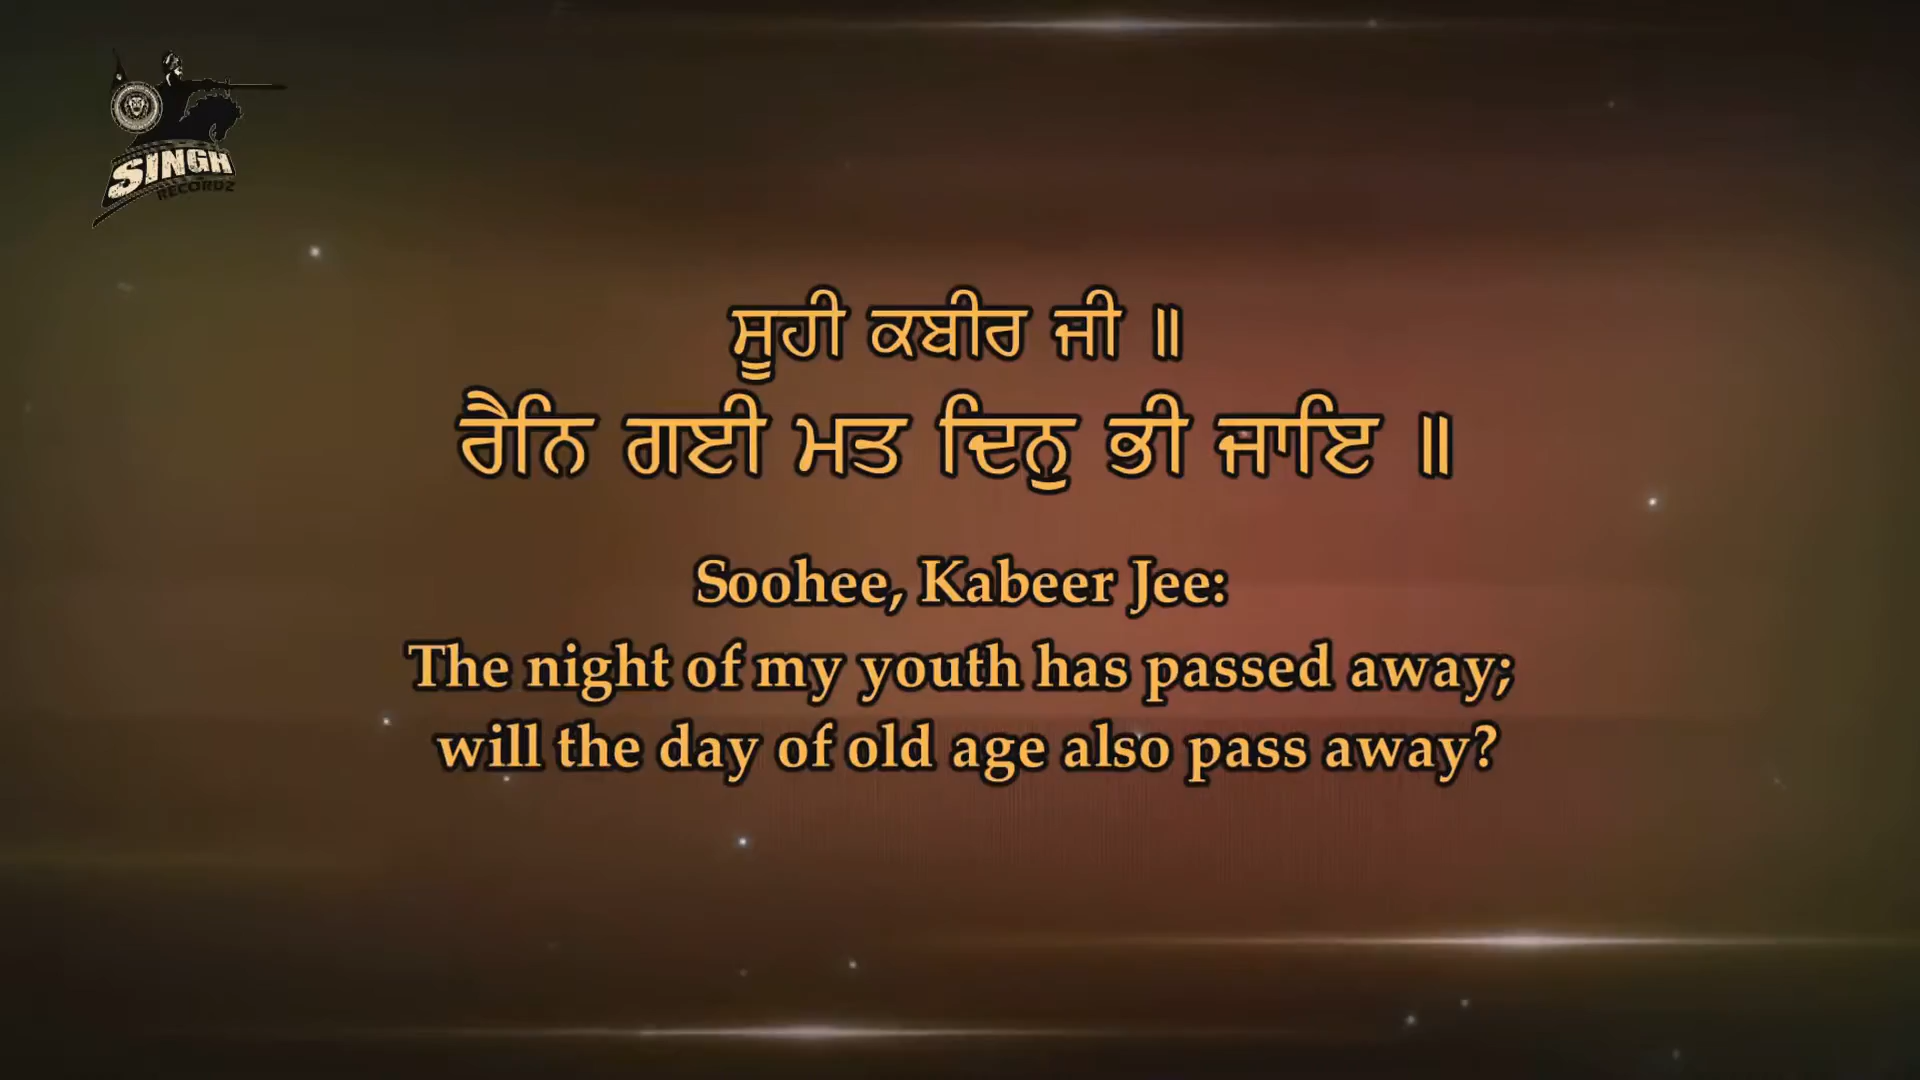 SINGH
RECORDZ
ਸੂਹੀ ਕਬੀਰ ਜੀ ॥
ਰੈਨਿ ਗਈ ਮਤ ਦਿਨੁ ਭੀ ਜਾਇ ॥
Soohee, Kabeer Jee:
The night of my youth has passed away;
will the day of old age also pass away?